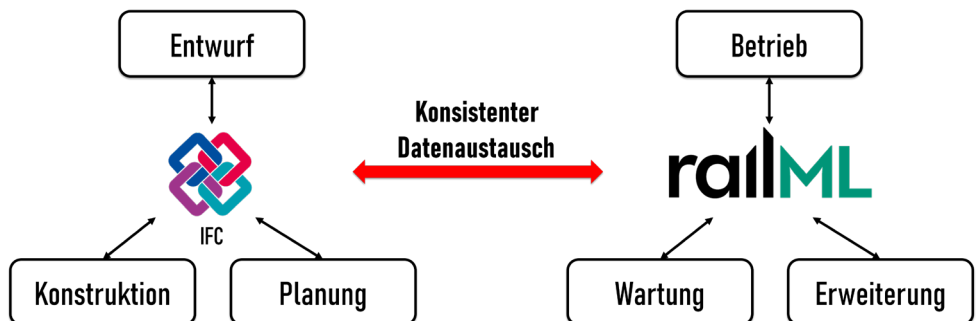 Entwurf
Betrieb
Konsistenter
Datenaustausch
railML
IFC
Konstruktion
Planung
Wartung
Erweiterung